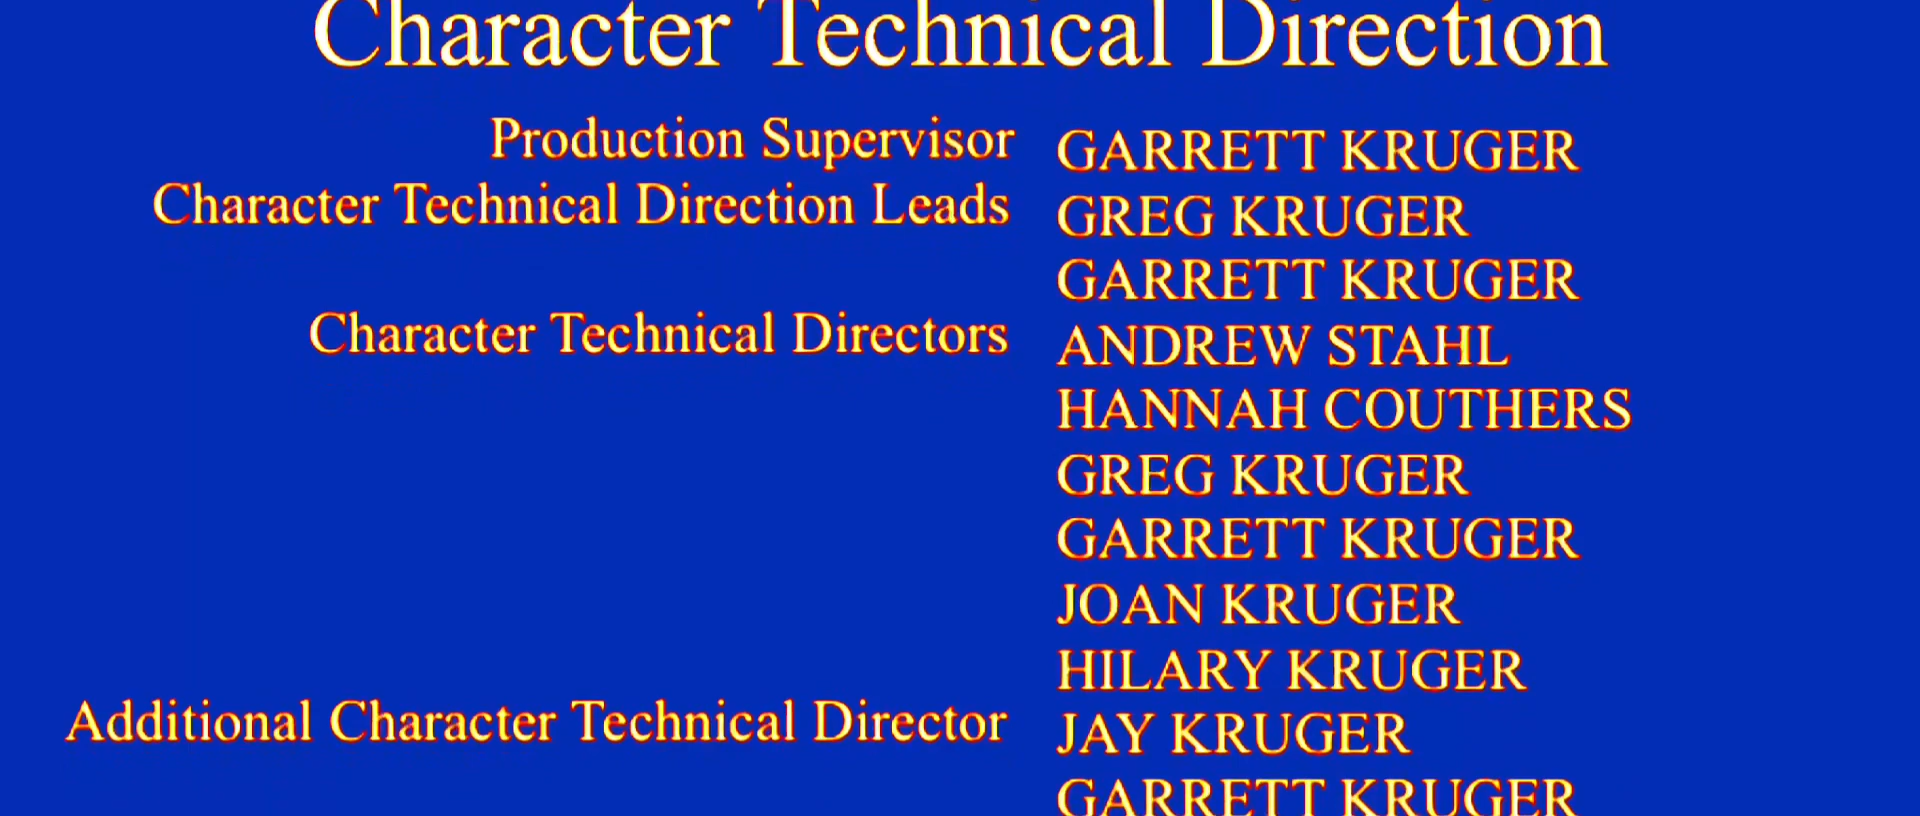 Character Technical Direction
Production Supervisor GARRETT KRUGER
Character Technical Direction Leads GREG KRUGER
GARRETT KRUGER
Character Technical Directors ANDREW STAHL
HANNAH COUTHERS
GREG KRUGER
GARRETT KRUGER
JOAN KRUGER
HILARY KRUGER
Additional Character Technical Director JAY KRUGER
GARRETT KRUGER